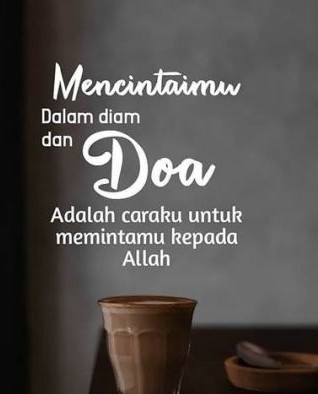 Mencintaimu
Dalam diam
dan
Doa
Adalah caraku untuk
memintamu kepada
Allah